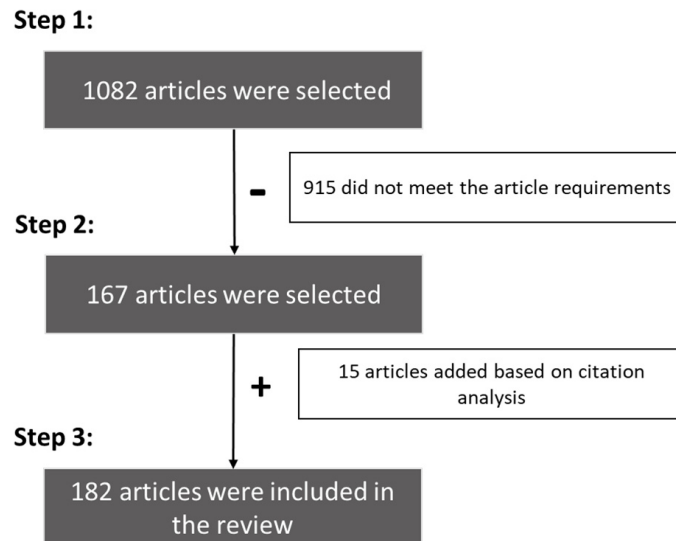 Step 1:
1082 articles were selected
-
915 did not meet the article requirements
Step 2:
167 articles were selected
+
15 articles added based on citation
analysis
Step 3:
182 articles were included in
the review